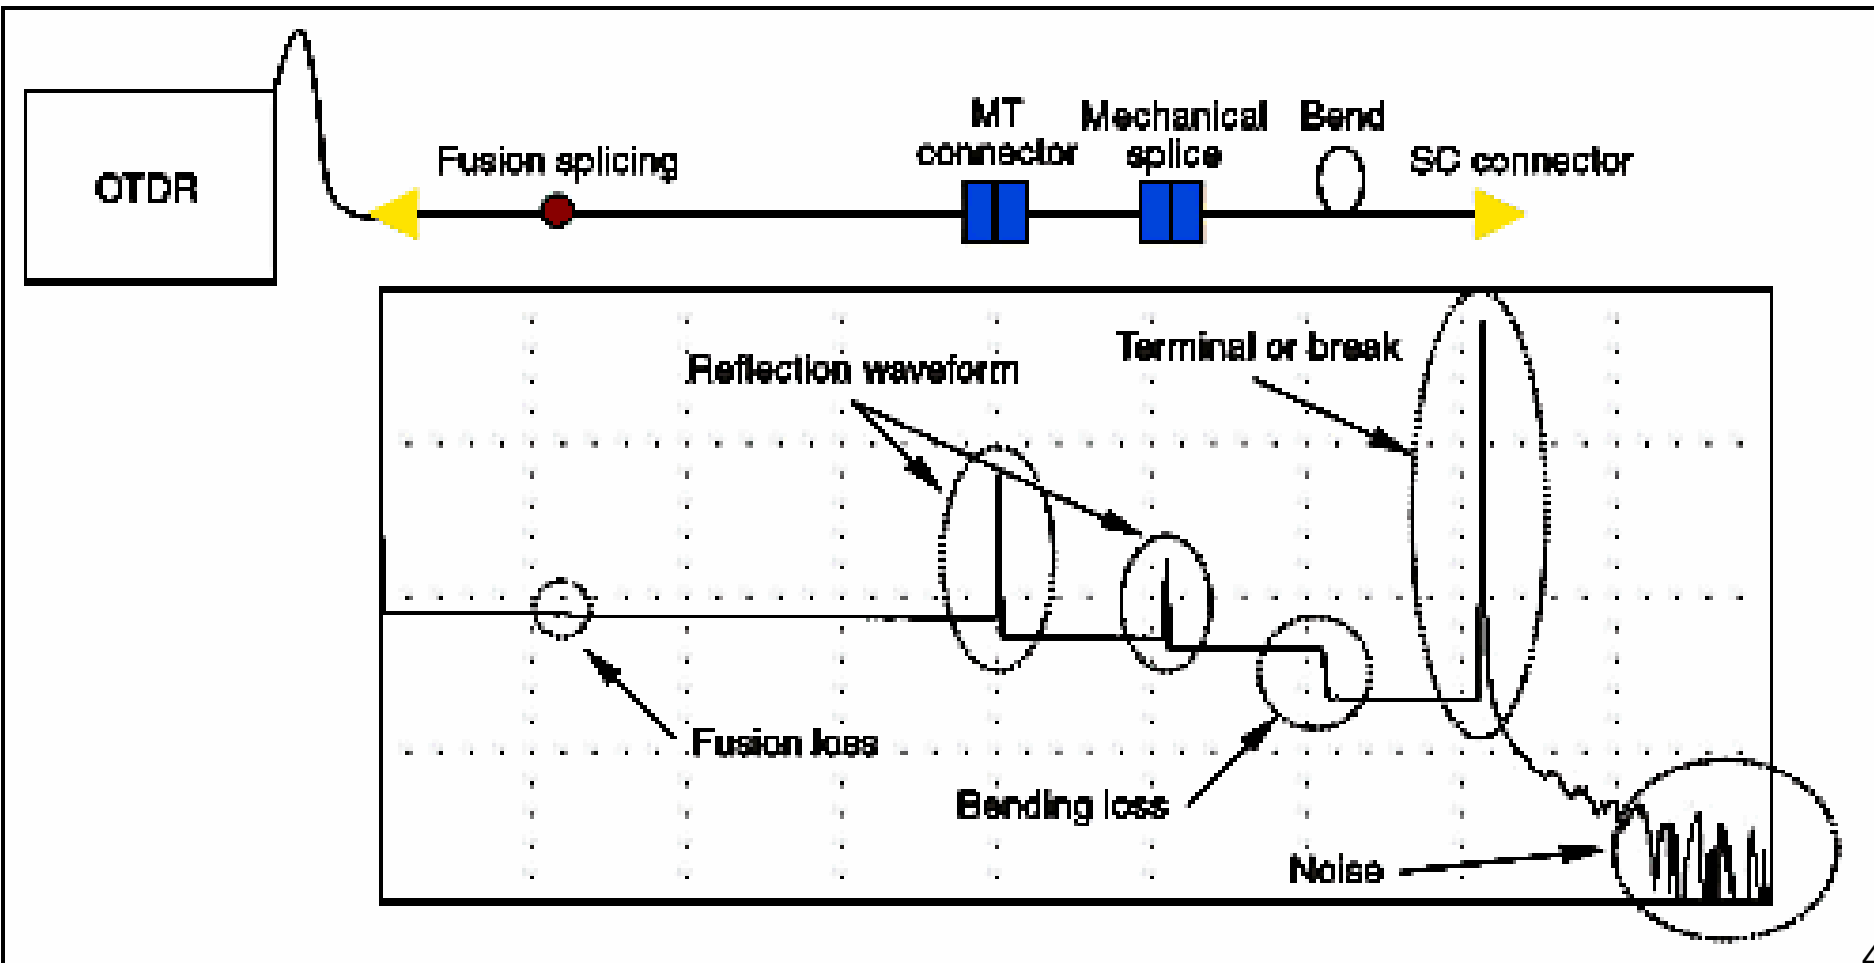 OTDR
Fusion splicing
MT
connector
Mechanical
splice
Bend
SC connector
Reflection waveform
Terminal or break
Fusion loss
Bending loss
Noise